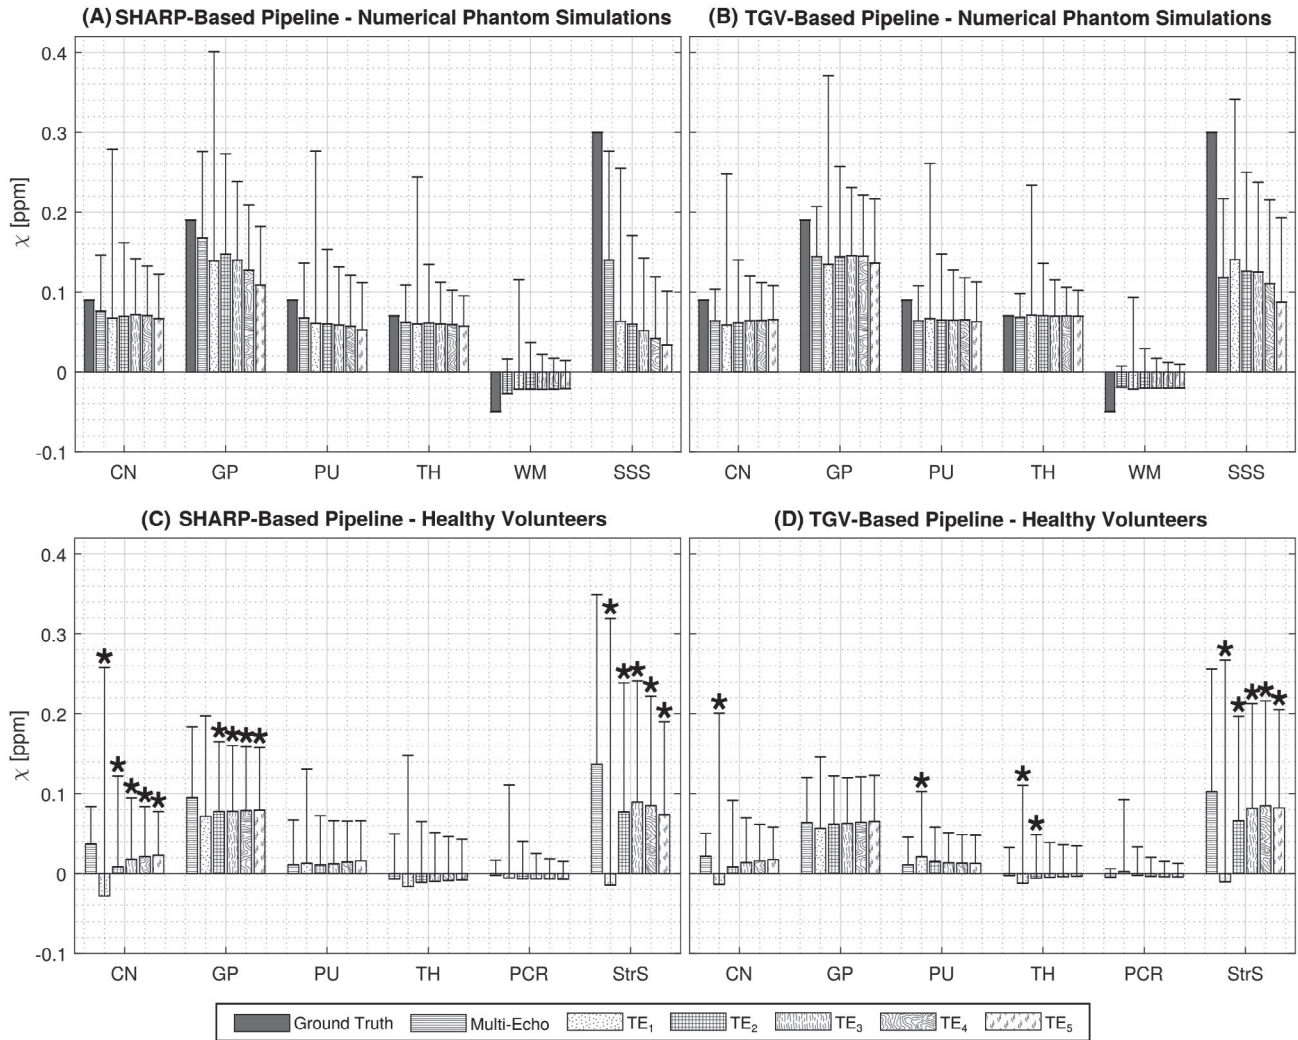 (A) SHARP-Based Pipeline - Numerical Phantom Simulations
(B) TGV-Based Pipeline - Numerical Phantom Simulations
χ [ppm]
0.4
0.3
0.2
0.1
0
-0.1
CN GP PU TH WM SSS
CN GP PU TH WM SSS
(C) SHARP-Based Pipeline - Healthy Volunteers
(D) TGV-Based Pipeline - Healthy Volunteers
χ [ppm]
0.4
0.3
0.2
0.1
0
-0.1
CN GP PU TH PCR StrS
CN GP PU TH PCR StrS
Ground Truth Multi-Echo TE₁ TE₂ TE₃ TE₄ TE₅